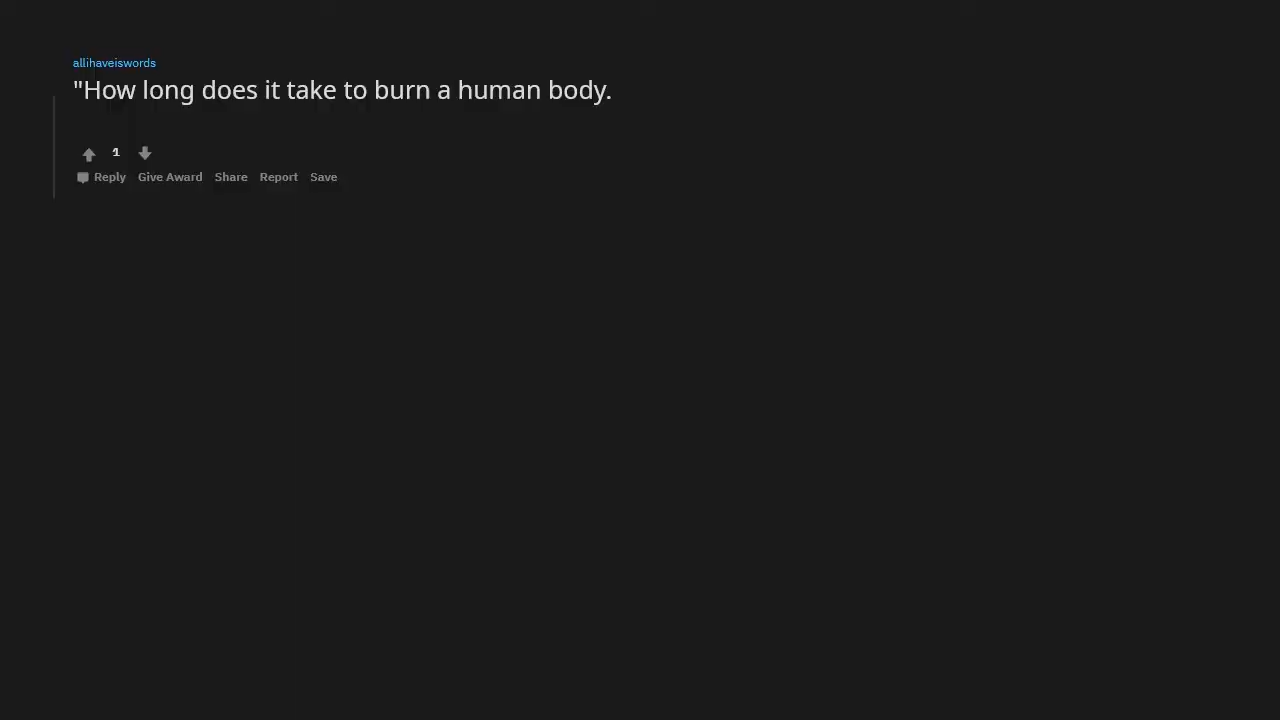 allihaveiswords
"How long does it take to burn a human body.
1
Reply Give Award Share Report Save